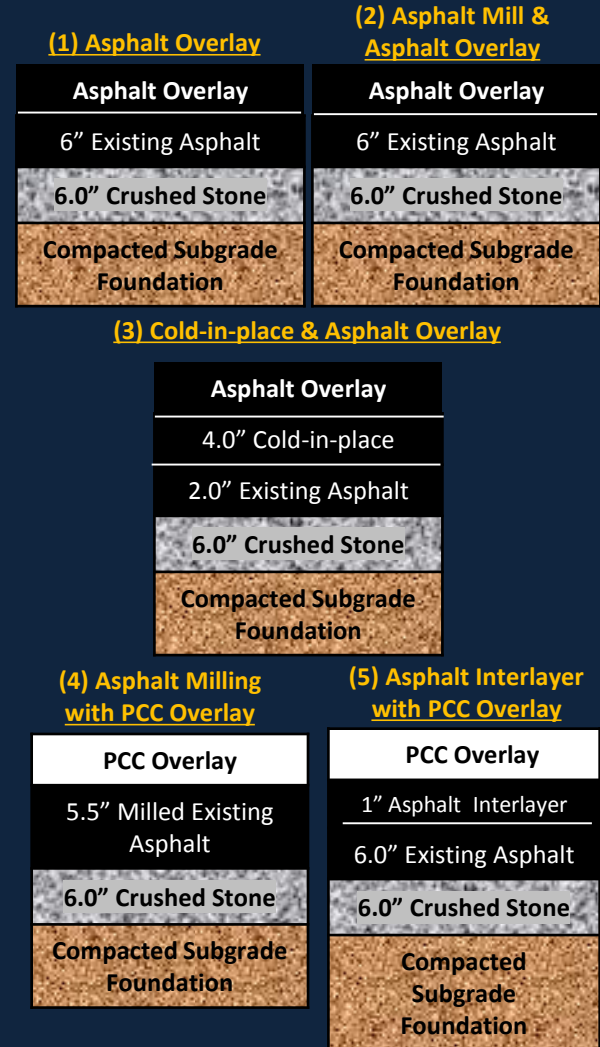 (1) Asphalt Overlay
Asphalt Overlay
6” Existing Asphalt
6.0” Crushed Stone
Compacted Subgrade
Foundation
(2) Asphalt Mill &
Asphalt Overlay
Asphalt Overlay
6” Existing Asphalt
6.0” Crushed Stone
Compacted Subgrade
Foundation
(3) Cold-in-place & Asphalt Overlay
Asphalt Overlay
4.0” Cold-in-place
2.0” Existing Asphalt
6.0” Crushed Stone
Compacted Subgrade
Foundation
(4) Asphalt Milling
with PCC Overlay
PCC Overlay
5.5” Milled Existing
Asphalt
6.0” Crushed Stone
Compacted Subgrade
Foundation
(5) Asphalt Interlayer
with PCC Overlay
PCC Overlay
1” Asphalt Interlayer
6.0” Existing Asphalt
6.0” Crushed Stone
Compacted
Subgrade
Foundation